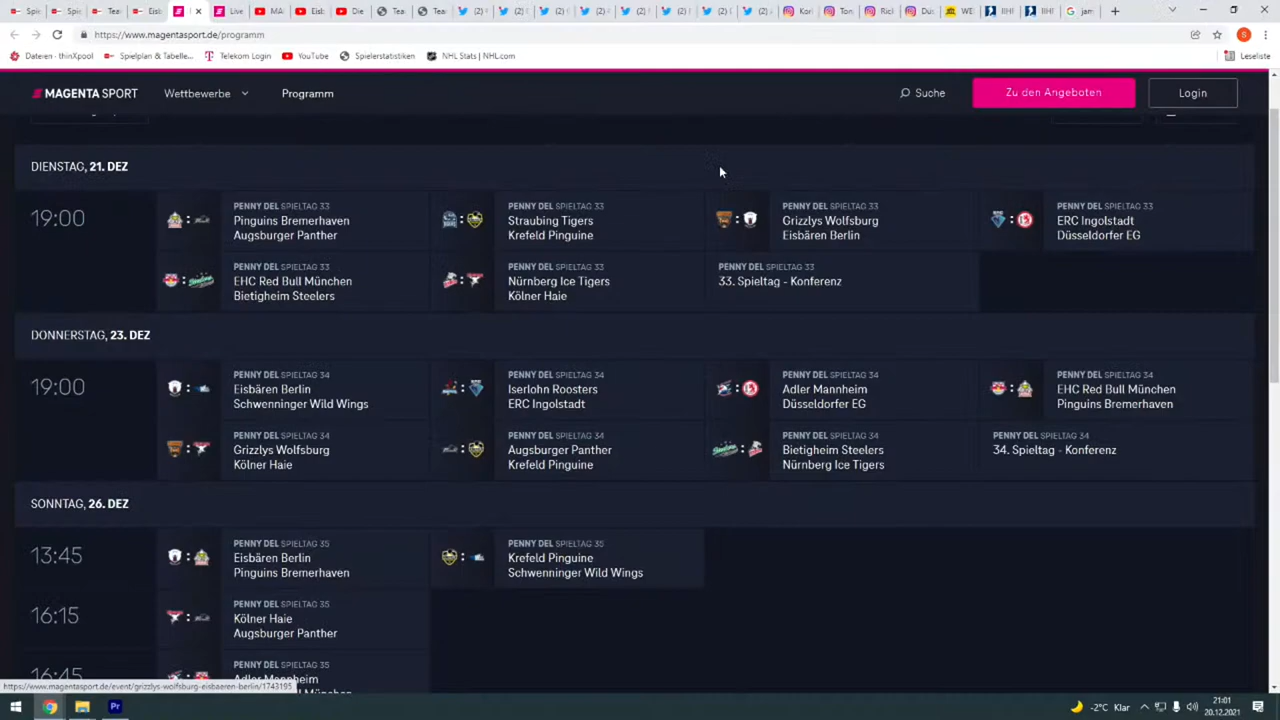 https://www.magentasport.de/programm
Dateien · thinXpool
Spielplan & Tabelle...
Telekom Login
YouTube
Spielerstatistiken
NHL Stats | NHL.com
Leseliste
MAGENTA SPORT
Wettbewerbe
Programm
Suche
Zu den Angeboten
Login
DIENSTAG, 21. DEZ
19:00
PENNY DEL SPIELTAG 33
Pinguins Bremerhaven
Augsburger Panther
PENNY DEL SPIELTAG 33
Straubing Tigers
Krefeld Pinguine
PENNY DEL SPIELTAG 33
Grizzlys Wolfsburg
Eisbären Berlin
PENNY DEL SPIELTAG 33
ERC Ingolstadt
Düsseldorfer EG
PENNY DEL SPIELTAG 33
EHC Red Bull München
Bietigheim Steelers
PENNY DEL SPIELTAG 33
Nürnberg Ice Tigers
Kölner Haie
PENNY DEL SPIELTAG 33
33. Spieltag - Konferenz
DONNERSTAG, 23. DEZ
19:00
PENNY DEL SPIELTAG 34
Eisbären Berlin
Schwenninger Wild Wings
PENNY DEL SPIELTAG 34
Iserlohn Roosters
ERC Ingolstadt
PENNY DEL SPIELTAG 34
Adler Mannheim
Düsseldorfer EG
PENNY DEL SPIELTAG 34
EHC Red Bull München
Pinguins Bremerhaven
PENNY DEL SPIELTAG 34
Grizzlys Wolfsburg
Kölner Haie
PENNY DEL SPIELTAG 34
Augsburger Panther
Krefeld Pinguine
PENNY DEL SPIELTAG 34
Bietigheim Steelers
Nürnberg Ice Tigers
PENNY DEL SPIELTAG 34
34. Spieltag - Konferenz
SONNTAG, 26. DEZ
13:45
PENNY DEL SPIELTAG 35
Eisbären Berlin
Pinguins Bremerhaven
PENNY DEL SPIELTAG 35
Krefeld Pinguine
Schwenninger Wild Wings
16:15
PENNY DEL SPIELTAG 35
Kölner Haie
Augsburger Panther
16:45
PENNY DEL SPIELTAG 35
Adler Mannheim
https://www.magentasport.de/event/grizzlys-wolfsburg-eisbaeren-berlin/1743195
-2°C Klar
21:01
20.12.2021